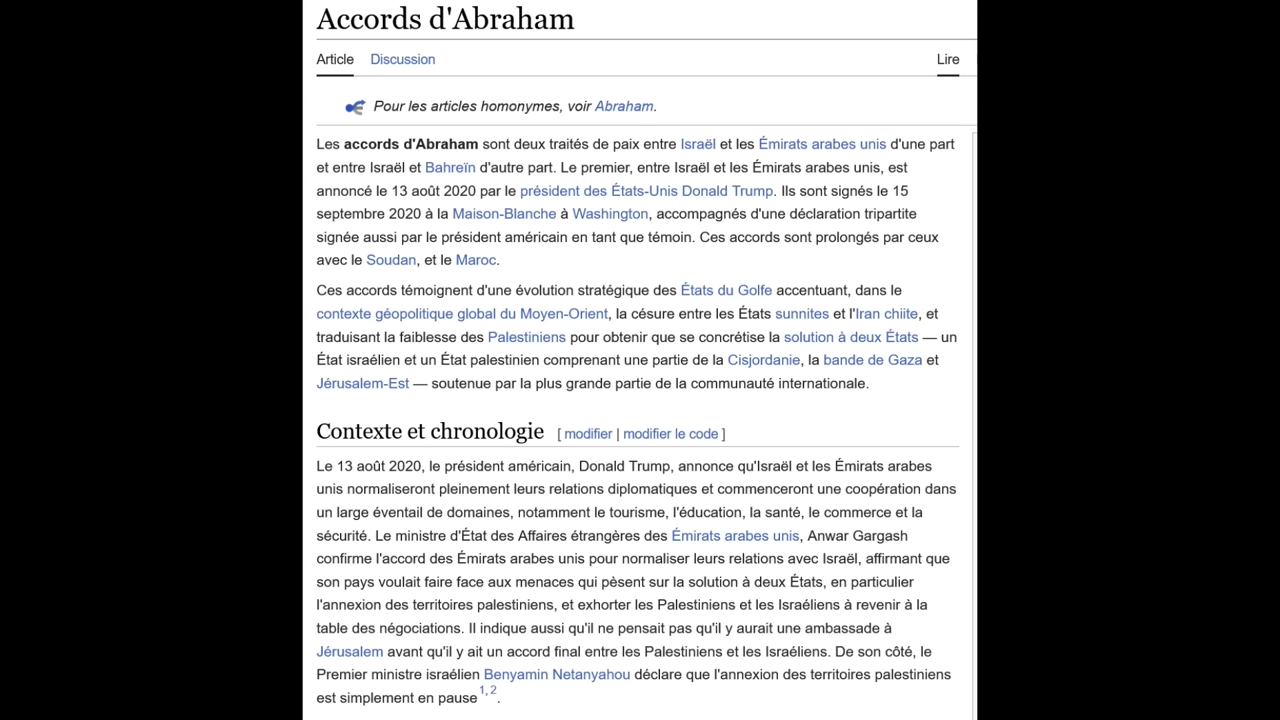 Accords d'Abraham
Article Discussion Lire
Pour les articles homonymes, voir Abraham.
Les accords d'Abraham sont deux traités de paix entre Israël et les Émirats arabes unis d'une part
et entre Israël et Bahreïn d'autre part. Le premier, entre Israël et les Émirats arabes unis, est
annoncé le 13 août 2020 par le président des États-Unis Donald Trump. Ils sont signés le 15
septembre 2020 à la Maison-Blanche à Washington, accompagnés d'une déclaration tripartite
signée aussi par le président américain en tant que témoin. Ces accords sont prolongés par ceux
avec le Soudan, et le Maroc.
Ces accords témoignent d'une évolution stratégique des États du Golfe accentuant, dans le
contexte géopolitique global du Moyen-Orient, la césure entre les États sunnites et l'Iran chiite, et
traduisant la faiblesse des Palestiniens pour obtenir que se concrétise la solution à deux États — un
État israélien et un État palestinien comprenant une partie de la Cisjordanie, la bande de Gaza et
Jérusalem-Est — soutenue par la plus grande partie de la communauté internationale.
Contexte et chronologie [ modifier | modifier le code ]
Le 13 août 2020, le président américain, Donald Trump, annonce qu'Israël et les Émirats arabes
unis normaliseront pleinement leurs relations diplomatiques et commenceront une coopération dans
un large éventail de domaines, notamment le tourisme, l'éducation, la santé, le commerce et la
sécurité. Le ministre d'État des Affaires étrangères des Émirats arabes unis, Anwar Gargash
confirme l'accord des Émirats arabes unis pour normaliser leurs relations avec Israël, affirmant que
son pays voulait faire face aux menaces qui pèsent sur la solution à deux États, en particulier
l'annexion des territoires palestiniens, et exhorter les Palestiniens et les Israéliens à revenir à la
table des négociations. Il indique aussi qu'il ne pensait pas qu'il y aurait une ambassade à
Jérusalem avant qu'il y ait un accord final entre les Palestiniens et les Israéliens. De son côté, le
Premier ministre israélien Benyamin Netanyahou déclare que l'annexion des territoires palestiniens
est simplement en pause1, 2.